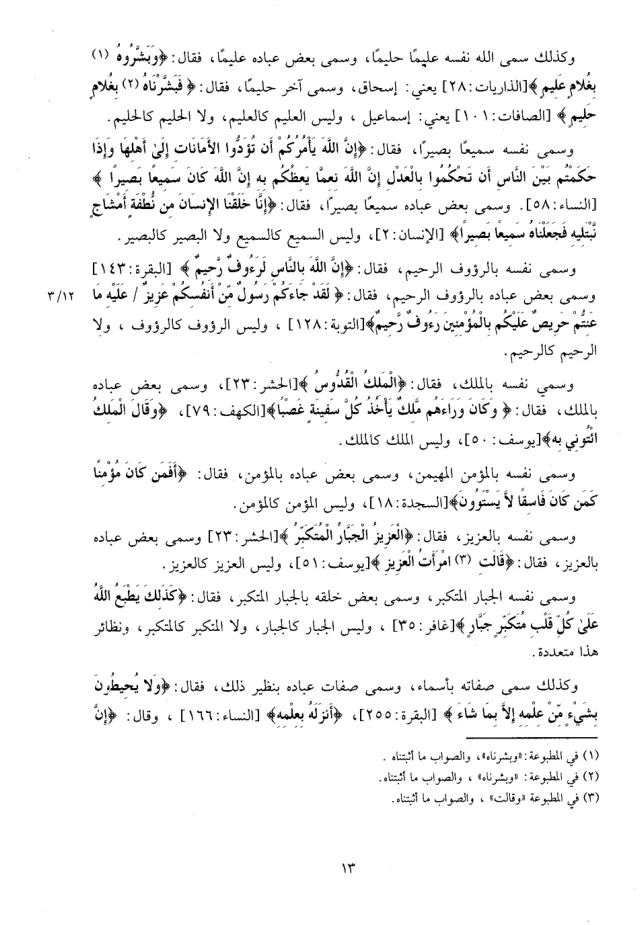 وكذلك سمى الله نفسه عليمًا حليمًا، وسمى بعض عباده عليمًا، فقال: ﴿وَبَشَّرُوهُ (١)
بِغُلامٍ عَلِيمٍ ﴾[الذاريات:٢٨] يعني: إسحاق، وسمى آخر حليمًا، فقال: ﴿ فَبَشَّرْنَاهُ (٢) بِغُلامٍ
حَلِيمٍ ﴾ [الصافات:١٠١] يعني: إسماعيل ، وليس العليم كالعليم، ولا الحليم كالحليم.
وسمى نفسه سميعًا بصيرًا، فقال: ﴿إِنَّ اللَّهَ يَأْمُرُكُمْ أَن تُؤَدُّوا الأَمَانَاتِ إِلَىٰ أَهْلِهَا وَإِذَا
حَكَمْتُم بَيْنَ النَّاسِ أَن تَحْكُمُوا بِالْعَدْلِ إِنَّ اللَّهَ نِعِمَّا يَعِظُكُم بِهِ إِنَّ اللَّهَ كَانَ سَمِيعًا بَصِيرًا ﴾
[النساء:٥٨]. وسمى بعض عباده سميعًا بصيرًا، فقال: ﴿إِنَّا خَلَقْنَا الإِنسَانَ مِن نُّطْفَةٍ أَمْشَاجٍ
نَّبْتَلِيهِ فَجَعَلْنَاهُ سَمِيعًا بَصِيرًا﴾ [الإنسان:٢]، وليس السميع كالسميع ولا البصير كالبصير.
وسمى نفسه بالرؤوف الرحيم، فقال: ﴿إِنَّ اللَّهَ بِالنَّاسِ لَرَءُوفٌ رَّحِيمٌ ﴾ [البقرة:١٤٣]
وسمى بعض عباده بالرؤوف الرحيم، فقال: ﴿ لَقَدْ جَاءَكُمْ رَسُولٌ مِّنْ أَنفُسِكُمْ عَزِيزٌ / عَلَيْهِ مَا ٣/١٢
عَنِتُّمْ حَرِيصٌ عَلَيْكُم بِالْمُؤْمِنِينَ رَءُوفٌ رَّحِيمٌ﴾[التوبة:١٢٨] ، وليس الرؤوف كالرؤوف ، ولا
الرحيم كالرحيم.
وسمى نفسه بالملك، فقال: ﴿الْمَلِكُ الْقُدُّوسُ ﴾[الحشر:٢٣]، وسمى بعض عباده
بالملك، فقال: ﴿ وَكَانَ وَرَاءَهُم مَّلِكٌ يَأْخُذُ كُلَّ سَفِينَةٍ غَصْبًا﴾[الكهف:٧٩]، ﴿وَقَالَ الْمَلِكُ
ائْتُونِي بِهِ﴾[يوسف:٥٠]، وليس الملك كالملك.
وسمى نفسه بالمؤمن المهيمن، وسمى بعض عباده بالمؤمن، فقال: ﴿أَفَمَن كَانَ مُؤْمِنًا
كَمَن كَانَ فَاسِقًا لاَّ يَسْتَوُونَ﴾[السجدة:١٨]، وليس المؤمن كالمؤمن.
وسمى نفسه بالعزيز، فقال: ﴿الْعَزِيزُ الْجَبَّارُ الْمُتَكَبِّرُ ﴾[الحشر:٢٣] وسمى بعض عباده
بالعزيز، فقال: ﴿قَالَتِ (٣) امْرَأَتُ الْعَزِيزِ ﴾[يوسف:٥١]، وليس العزيز كالعزيز.
وسمى نفسه الجبار المتكبر، وسمى بعض خلقه بالجبار المتكبر، فقال: ﴿كَذَلِكَ يَطْبَعُ اللَّهُ
عَلَىٰ كُلِّ قَلْبِ مُتَكَبِّرٍ جَبَّارٍ ﴾[غافر:٣٥] ، وليس الجبار كالجبار، ولا المتكبر كالمتكبر، ونظائر
هذا متعددة.
وكذلك سمى صفاته بأسماء، وسمى صفات عباده بنظير ذلك، فقال: ﴿وَلا يُحِيطُونَ
بِشَيْءٍ مِّنْ عِلْمِهِ إِلاَّ بِمَا شَاءَ ﴾ [البقرة:٢٥٥]، ﴿أَنزَلَهُ بِعِلْمِهِ﴾ [النساء:١٦٦] ، وقال: ﴿إِنَّ
(١) في المطبوعة: «وبشرناه»، والصواب ما أثبتناه .
(٢) في المطبوعة: «وبشرناه» ، والصواب ما أثبتناه.
(٣) في المطبوعة «وقالت» ، والصواب ما أثبتناه.
١٣